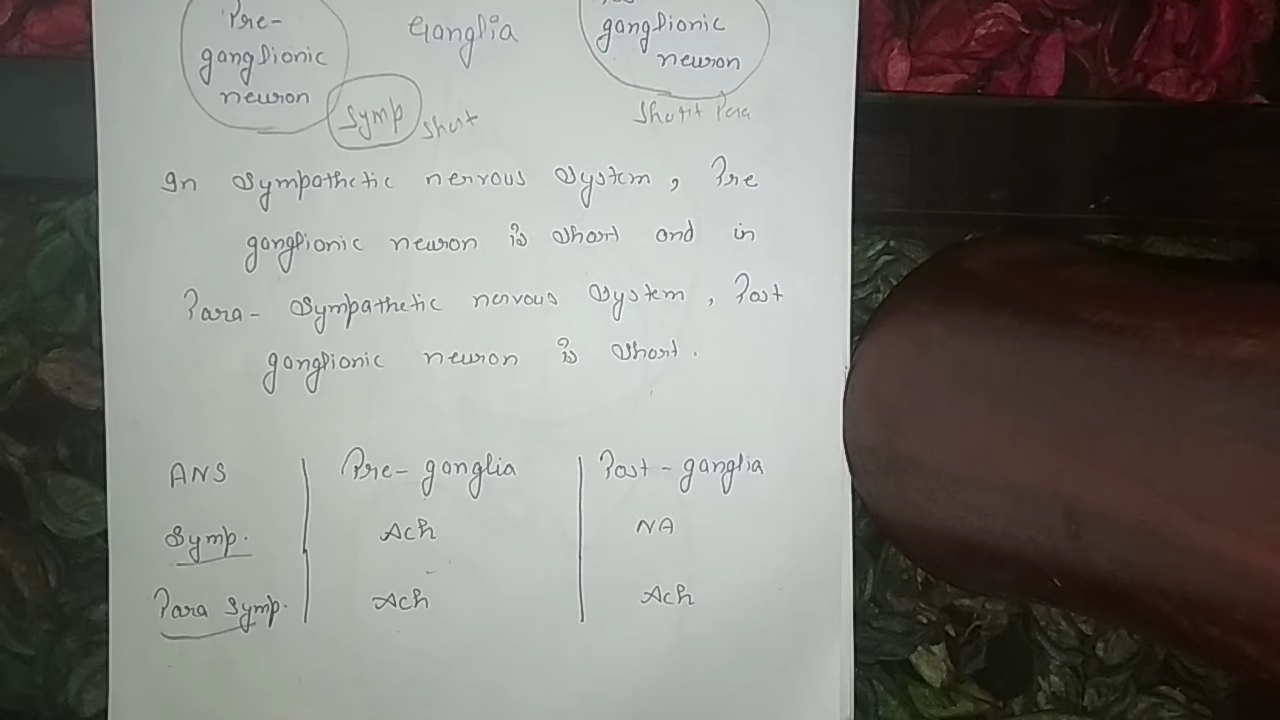 Pre-
ganglionic
neuron
Ganglia
ganglionic
neuron
Symp short
Short Para
In Sympathetic nervous System, Pre
ganglionic neuron is short and in
Para- Sympathetic nervous System, Post
ganglionic neuron is short.
ANS Pre-ganglia Post-ganglia
Symp. Ach NA
Para Symp. Ach Ach